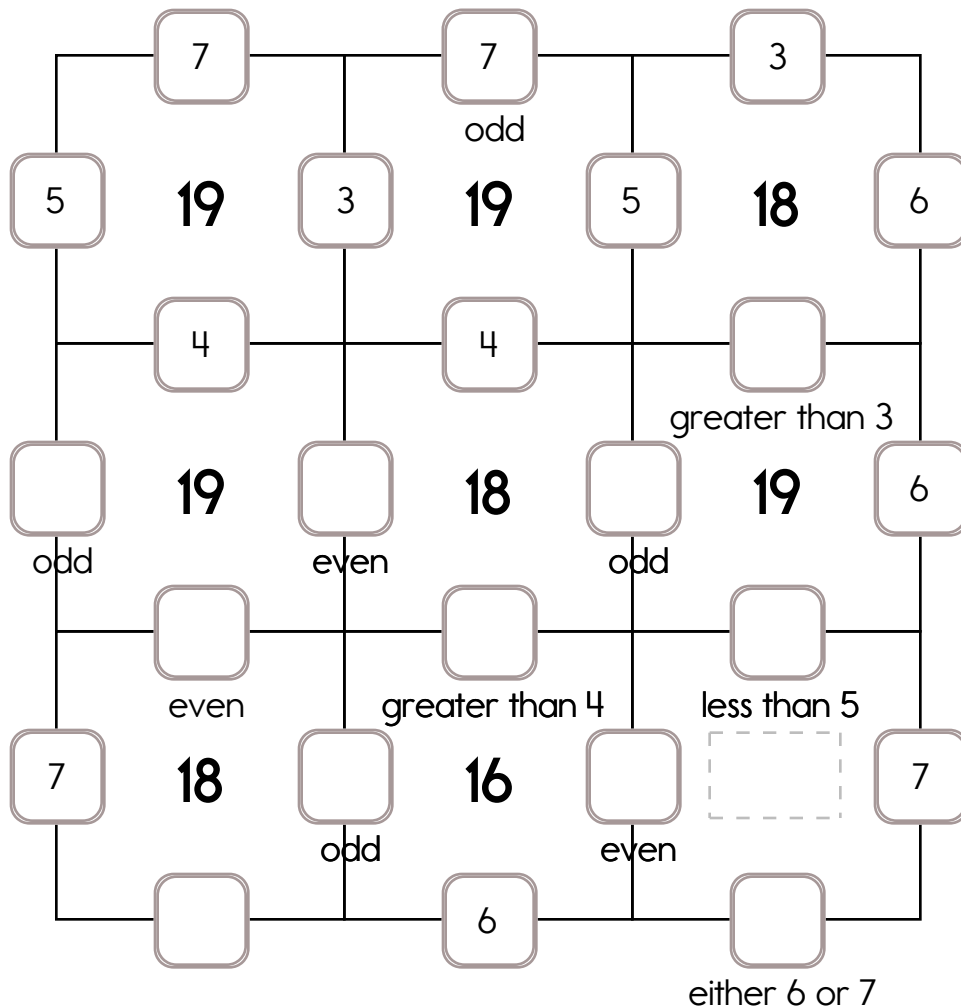 7 7 3
odd
5 19 3 19 5 18 6
4 4
greater than 3
19 18 19 6
odd even odd
even greater than 4 less than 5
7 18 16 7
odd even
6
either 6 or 7